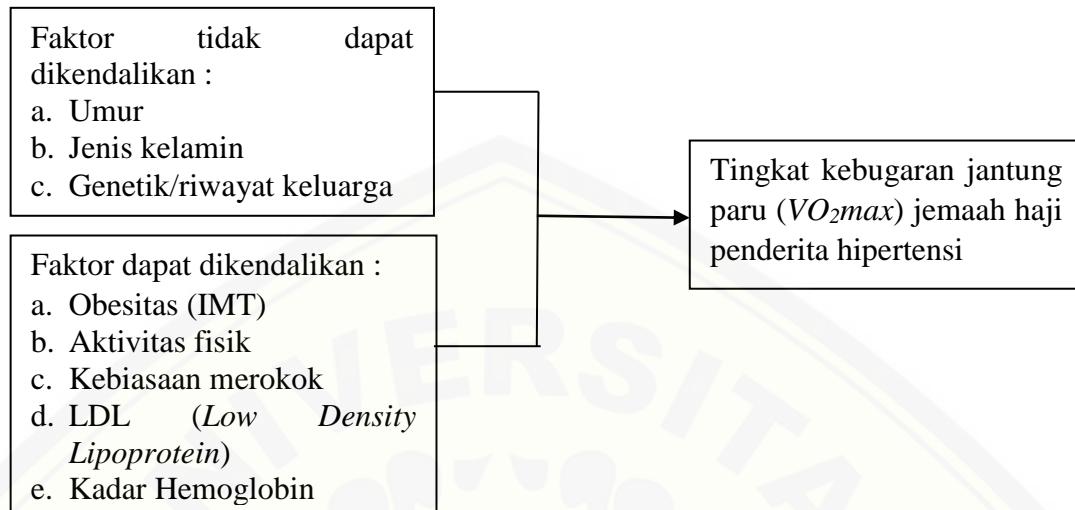 Faktor tidak dapat
dikendalikan :
a. Umur
b. Jenis kelamin
c. Genetik/riwayat keluarga
Faktor dapat dikendalikan :
a. Obesitas (IMT)
b. Aktivitas fisik
c. Kebiasaan merokok
d. LDL (Low Density
Lipoprotein)
e. Kadar Hemoglobin
Tingkat kebugaran jantung
paru (VO₂max) jemaah haji
penderita hipertensi